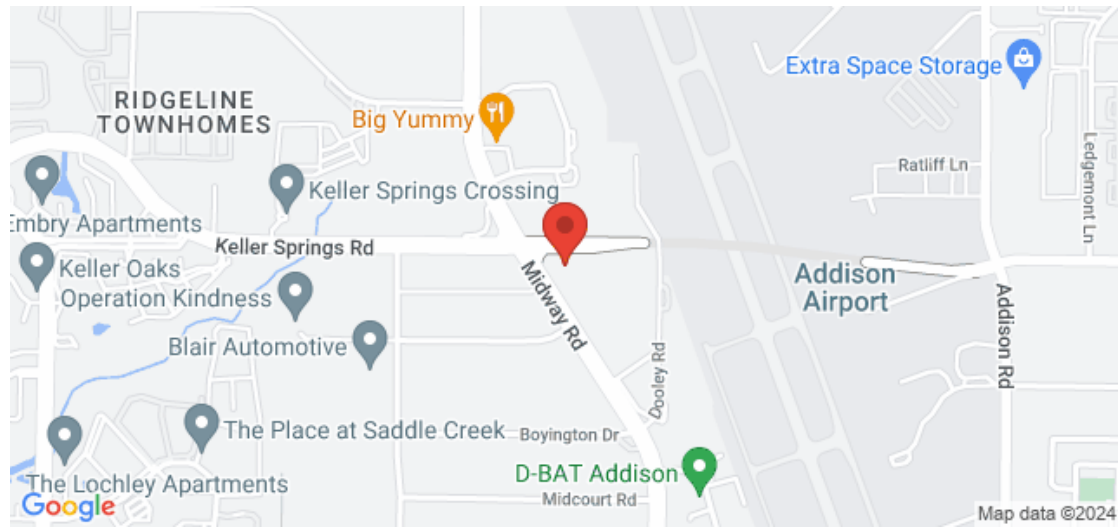 Extra Space Storage
RIDGELINE
TOWNHOMES
Big Yummy
Ledgemont Ln
Ratliff Ln
Keller Springs Crossing
Embry Apartments
Keller Springs Rd
Keller Oaks
Operation Kindness
Midway Rd
Addison
Airport
Addison Rd
Blair Automotive
Dooley Rd
The Place at Saddle Creek
Boyington Dr
D-BAT Addison
The Lochley Apartments
Midcourt Rd
Google
Map data ©2024